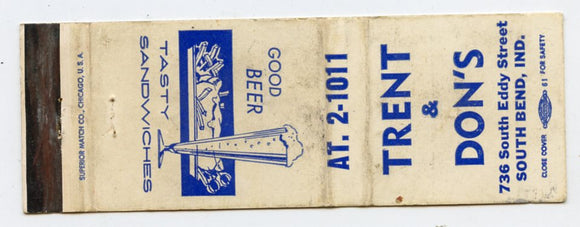 TRENT
&
DON'S
736 South Eddy Street
SOUTH BEND, IND.
CLOSE COVER 61 FOR SAFETY
AT. 2-1011
GOOD
BEER
TASTY
SANDWICHES
SUPERIOR MATCH CO., CHICAGO, U.S.A.